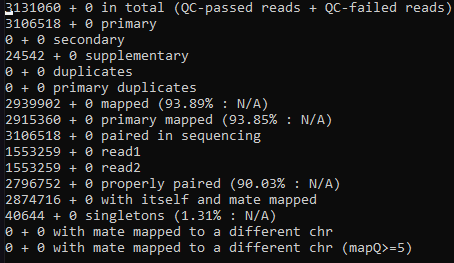 3131060 + 0 in total (QC-passed reads + QC-failed reads)
3106518 + 0 primary
0 + 0 secondary
24542 + 0 supplementary
0 + 0 duplicates
0 + 0 primary duplicates
2939902 + 0 mapped (93.89% : N/A)
2915360 + 0 primary mapped (93.85% : N/A)
3106518 + 0 paired in sequencing
1553259 + 0 read1
1553259 + 0 read2
2796752 + 0 properly paired (90.03% : N/A)
2874716 + 0 with itself and mate mapped
40644 + 0 singletons (1.31% : N/A)
0 + 0 with mate mapped to a different chr
0 + 0 with mate mapped to a different chr (mapQ>=5)